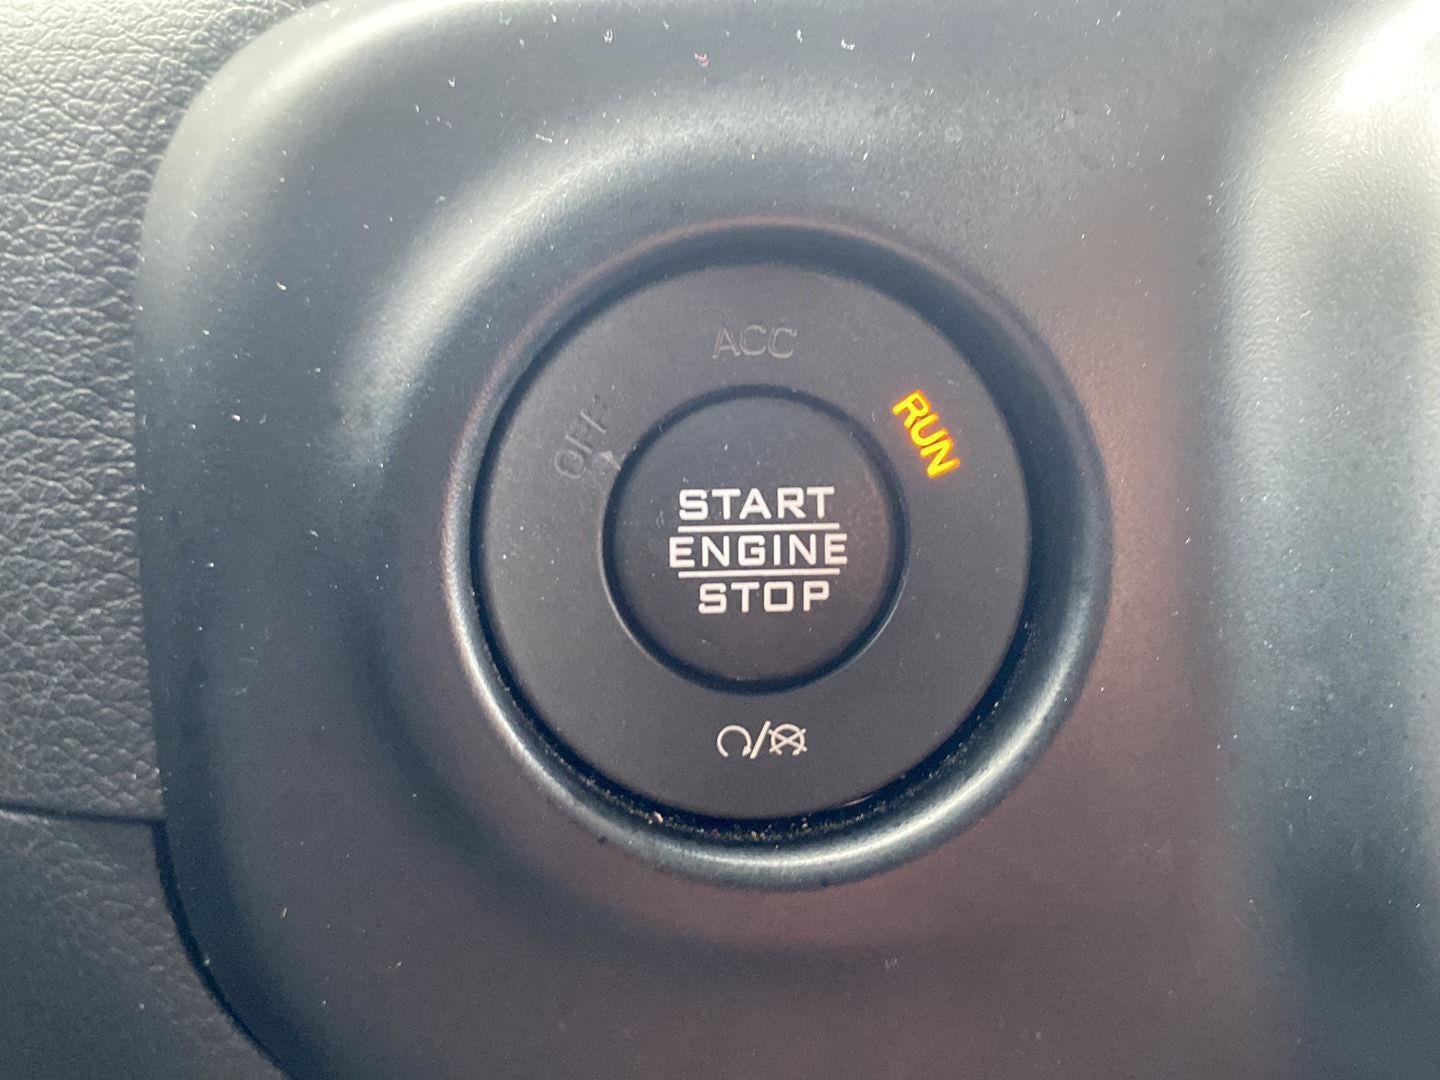 ACC
OFF
RUN
START
ENGINE
STOP